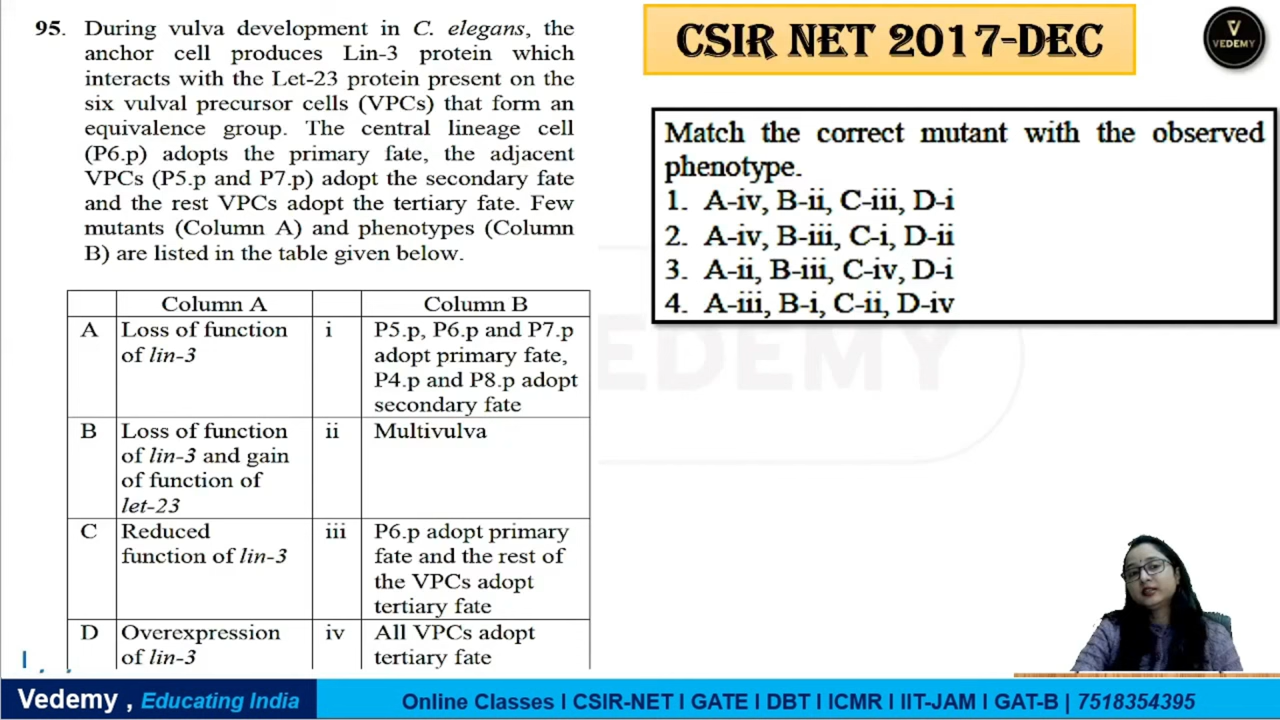 95. During vulva development in C. elegans, the
anchor cell produces Lin-3 protein which
interacts with the Let-23 protein present on the
six vulval precursor cells (VPCs) that form an
equivalence group. The central lineage cell
(P6.p) adopts the primary fate, the adjacent
VPCs (P5.p and P7.p) adopt the secondary fate
and the rest VPCs adopt the tertiary fate. Few
mutants (Column A) and phenotypes (Column
B) are listed in the table given below.
Column A Column B
A Loss of function of lin-3 i P5.p, P6.p and P7.p adopt primary fate, P4.p and P8.p adopt secondary fate
B Loss of function of lin-3 and gain of function of let-23 ii Multivulva
C Reduced function of lin-3 iii P6.p adopt primary fate and the rest of the VPCs adopt tertiary fate
D Overexpression of lin-3 iv All VPCs adopt tertiary fate
CSIR NET 2017-DEC
VEDEMY
Match the correct mutant with the observed
phenotype.
1. A-iv, B-ii, C-iii, D-i
2. A-iv, B-iii, C-i, D-ii
3. A-ii, B-iii, C-iv, D-i
4. A-iii, B-i, C-ii, D-iv
VEDEMY
Vedemy , Educating India
Online Classes I CSIR-NET I GATE I DBT I ICMR I IIT-JAM I GAT-B | 7518354395